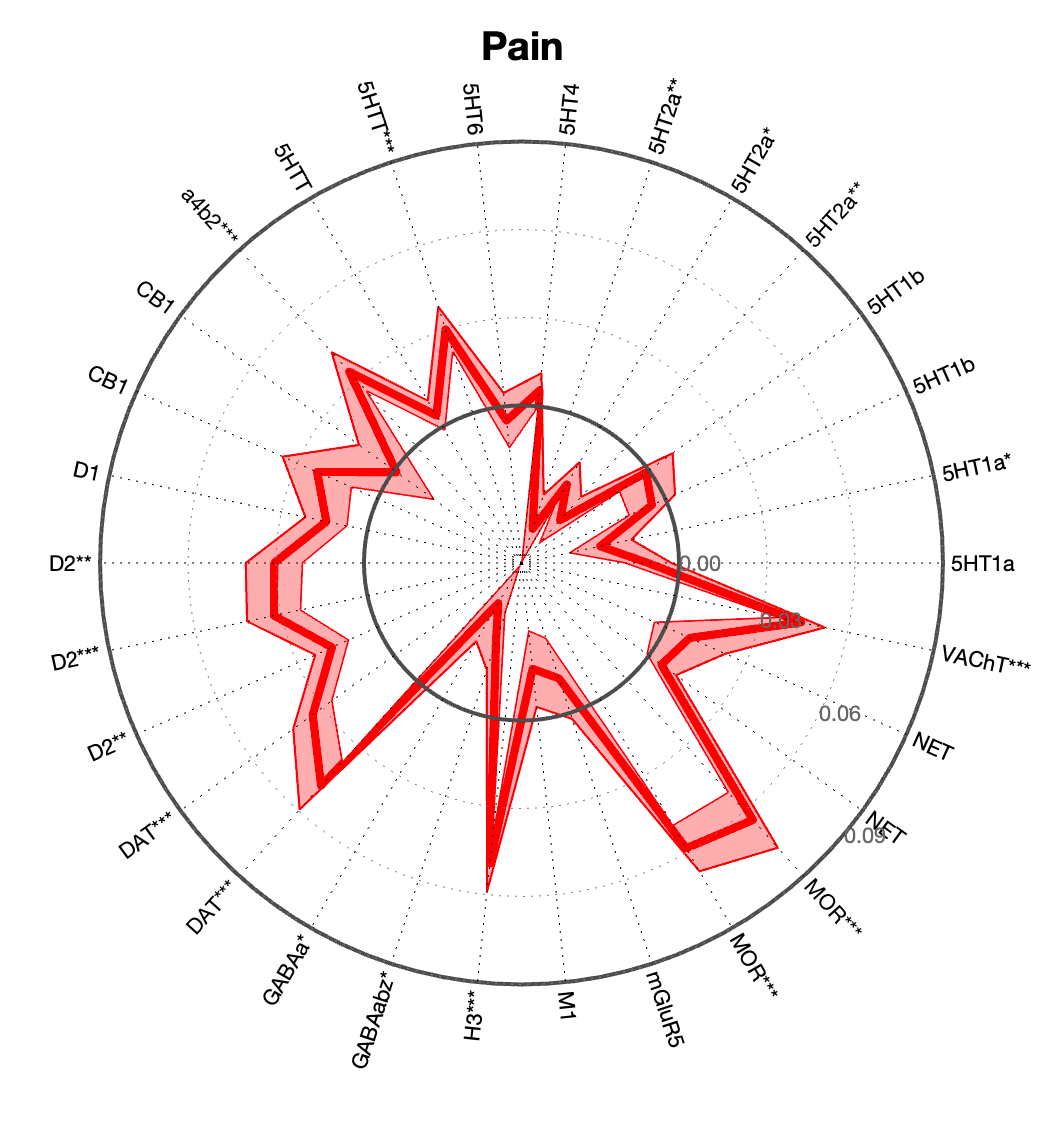 Pain
5HT4
5HT2a**
5HT2a*
5HT2a**
5HT1b
5HT1b
5HT1a*
5HT1a
VAChT***
NET
NET
MOR***
MOR***
mGluR5
M1
H3***
GABAabz*
GABAa*
DAT***
DAT***
D2**
D2***
D2**
D1
CB1
CB1
a4b2***
5HTT
5HTT***
5HT6
0.00
0.03
0.06
0.09